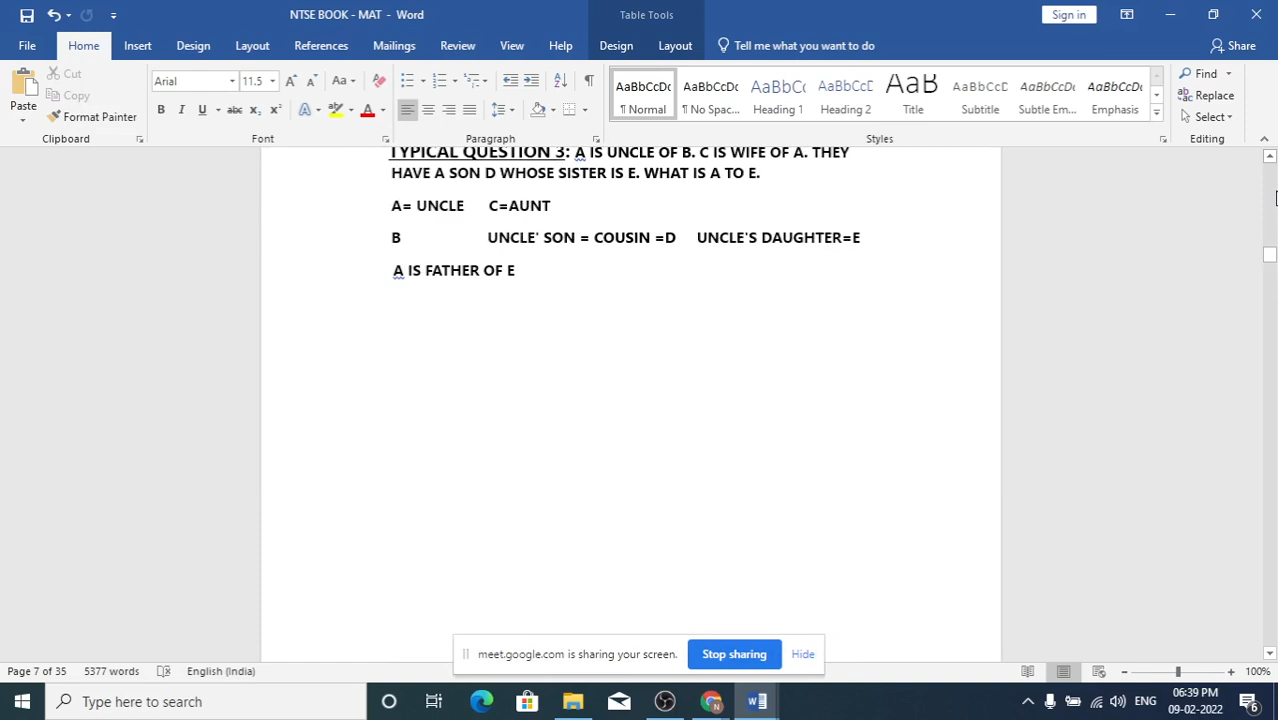 NTSE BOOK - MAT - Word
Table Tools
Sign in
File Home Insert Design Layout References Mailings Review View Help Design Layout Tell me what you want to do Share
Paste Cut Copy Format Painter
Arial 11.5 Aa
AaBbCcDc AaBbCcDc AaBbCc AaBbCcD AaB AaBbCcD AaBbCcDc AaBbCcDc
¶ Normal ¶ No Spac... Heading 1 Heading 2 Title Subtitle Subtle Em... Emphasis
Find Replace Select
Clipboard Font Paragraph Styles Editing
TYPICAL QUESTION 3: A IS UNCLE OF B. C IS WIFE OF A. THEY
HAVE A SON D WHOSE SISTER IS E. WHAT IS A TO E.
A= UNCLE C=AUNT
B UNCLE' SON = COUSIN =D UNCLE'S DAUGHTER=E
A IS FATHER OF E
meet.google.com is sharing your screen. Stop sharing Hide
Page 7 of 35 5377 words English (India) 100%
Type here to search
ENG 06:39 PM
09-02-2022 6